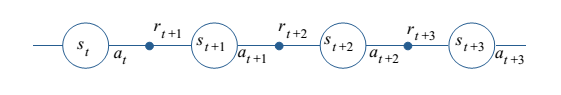 r_{t+1} r_{t+2} r_{t+3}
s_t s_{t+1} s_{t+2} s_{t+3}
a_t a_{t+1} a_{t+2} a_{t+3}